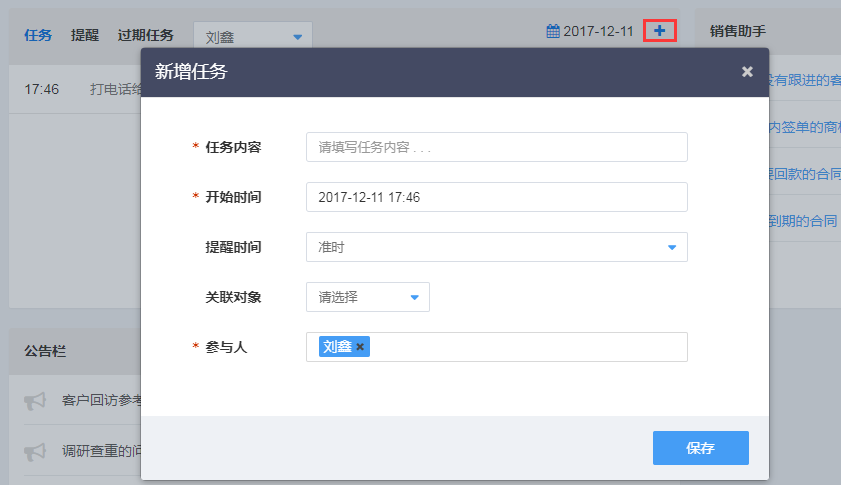 任务 提醒 过期任务 刘鑫 2017-12-11 销售助手
新增任务
17:46 打电话给
没有跟进的客
* 任务内容 请填写任务内容 . . .
内签单的商机
要回款的合同
* 开始时间 2017-12-11 17:46
到期的合同
提醒时间 准时
关联对象 请选择
公告栏
* 参与人 刘鑫
客户回访参考
调研查重的问
保存